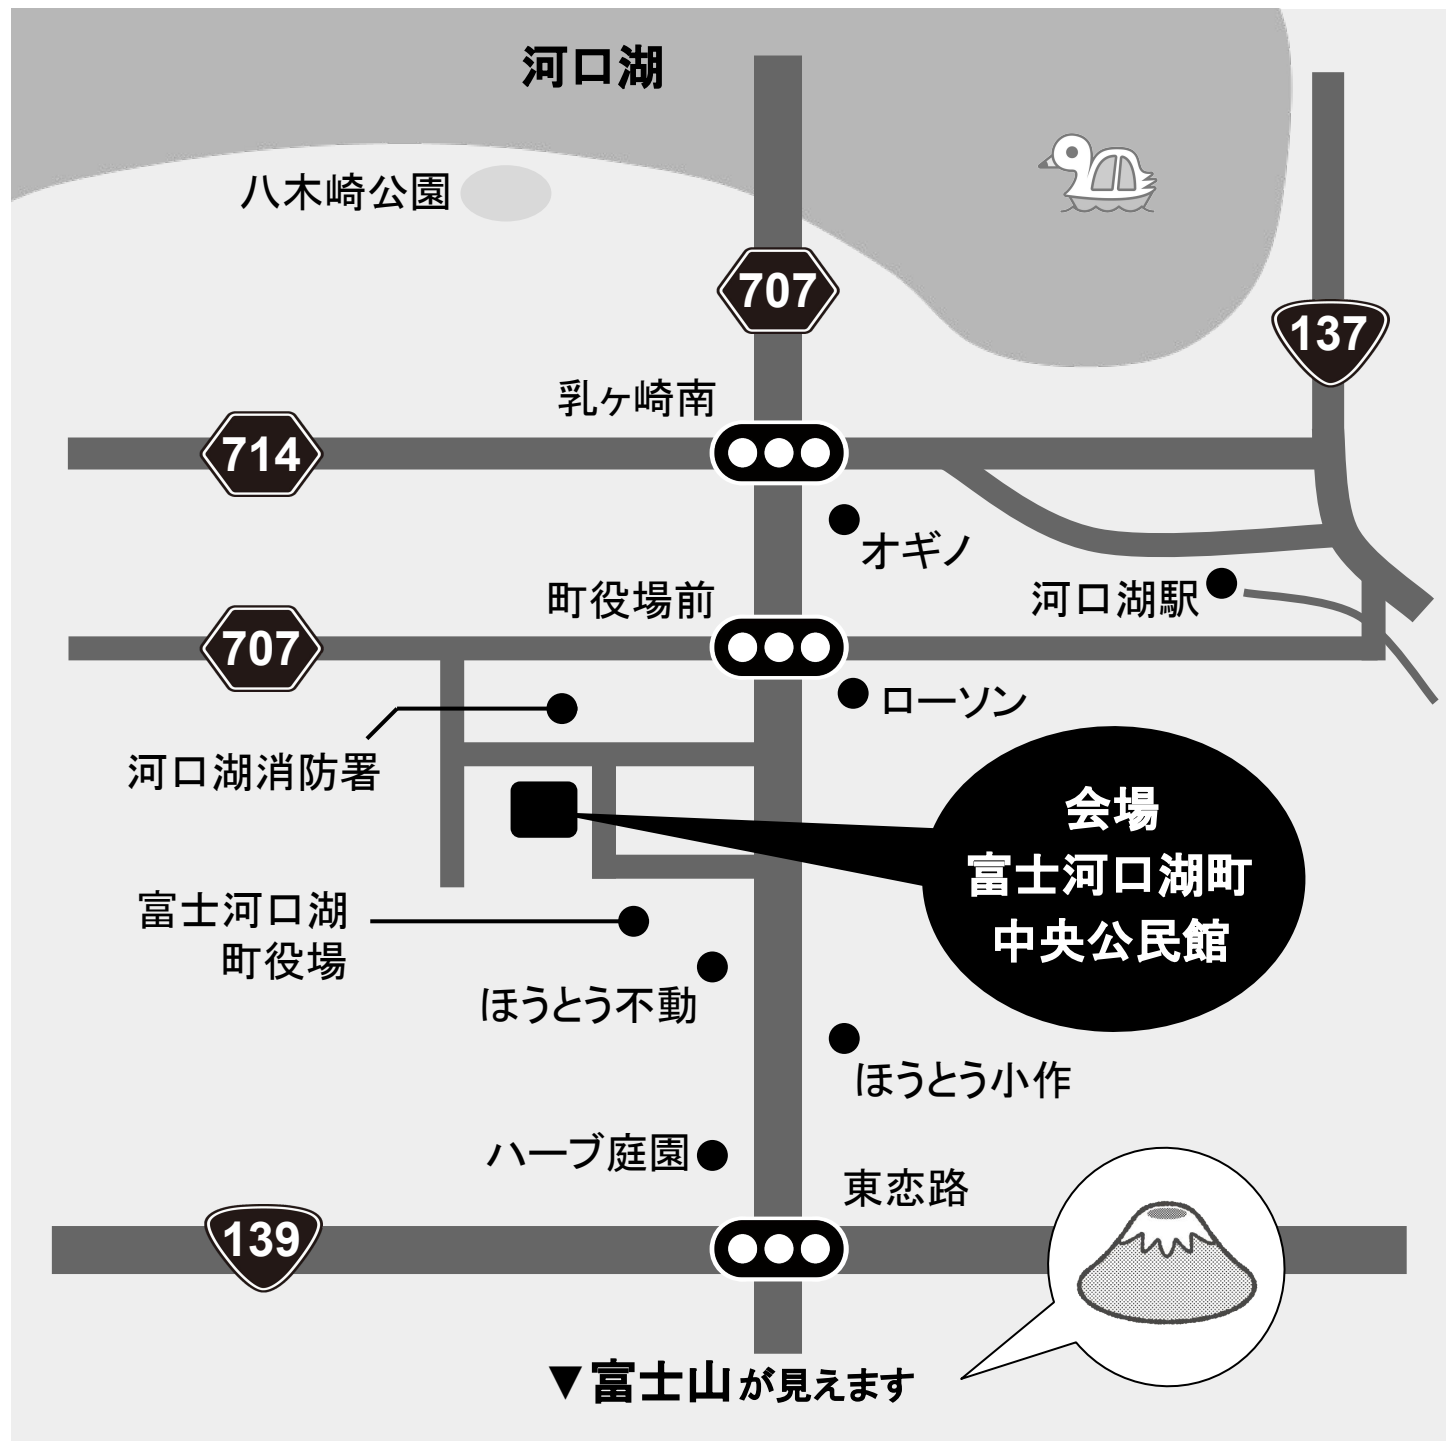 河口湖
八木崎公園
707
137
乳ヶ崎南
714
オギノ
町役場前
河口湖駅
707
ローソン
河口湖消防署
会場
富士河口湖町
中央公民館
富士河口湖
町役場
ほうとう不動
ほうとう小作
ハーブ庭園
東恋路
139
▼富士山が見えます